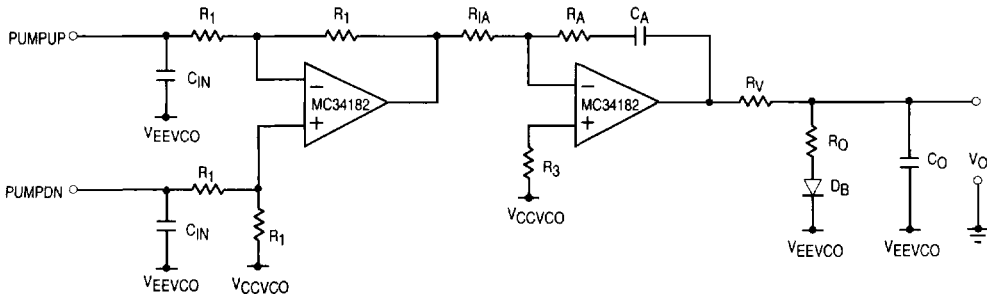 R1 R1 RIA RA CA
PUMPUP
CIN
MC34182
MC34182
RV
VEEVCO
RO
CO
VO
R3
DB
PUMPDN
R1
VCCVCO
CIN
R1
VEEVCO
VEEVCO
VEEVCO
VCCVCO